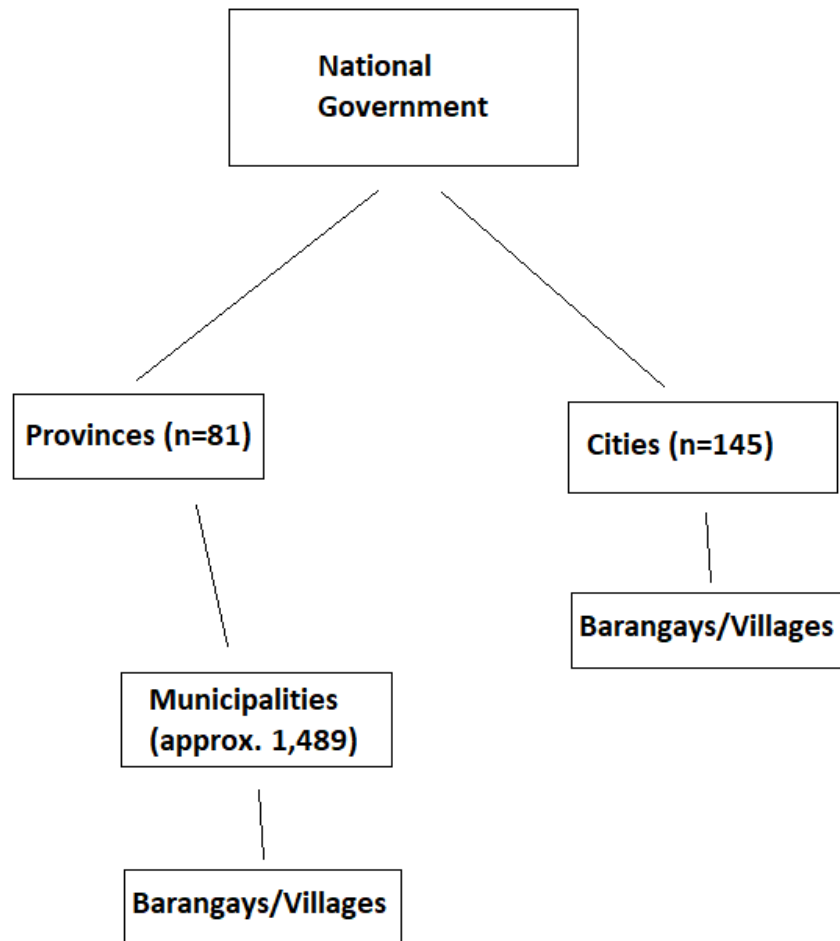 National
Government
Provinces (n=81)
Cities (n=145)
Barangays/Villages
Municipalities
(approx. 1,489)
Barangays/Villages